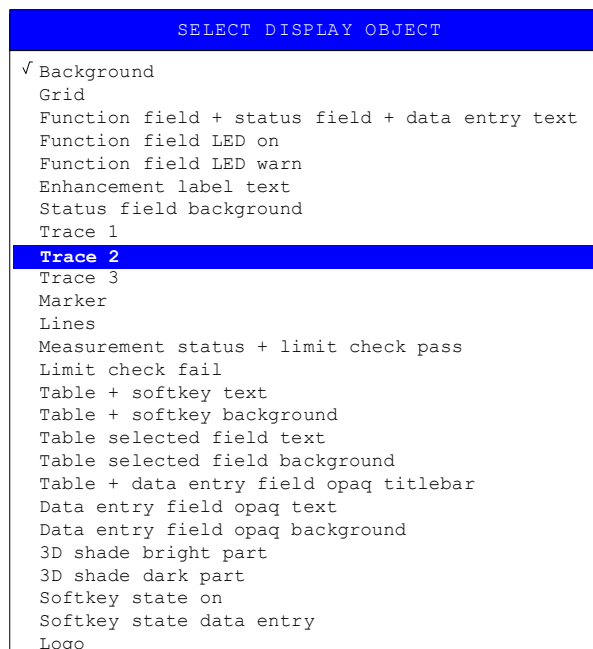 SELECT DISPLAY OBJECT
√ Background
Grid
Function field + status field + data entry text
Function field LED on
Function field LED warn
Enhancement label text
Status field background
Trace 1
Trace 2
Trace 3
Marker
Lines
Measurement status + limit check pass
Limit check fail
Table + softkey text
Table + softkey background
Table selected field text
Table selected field background
Table + data entry field opaq titlebar
Data entry field opaq text
Data entry field opaq background
3D shade bright part
3D shade dark part
Softkey state on
Softkey state data entry
Logo